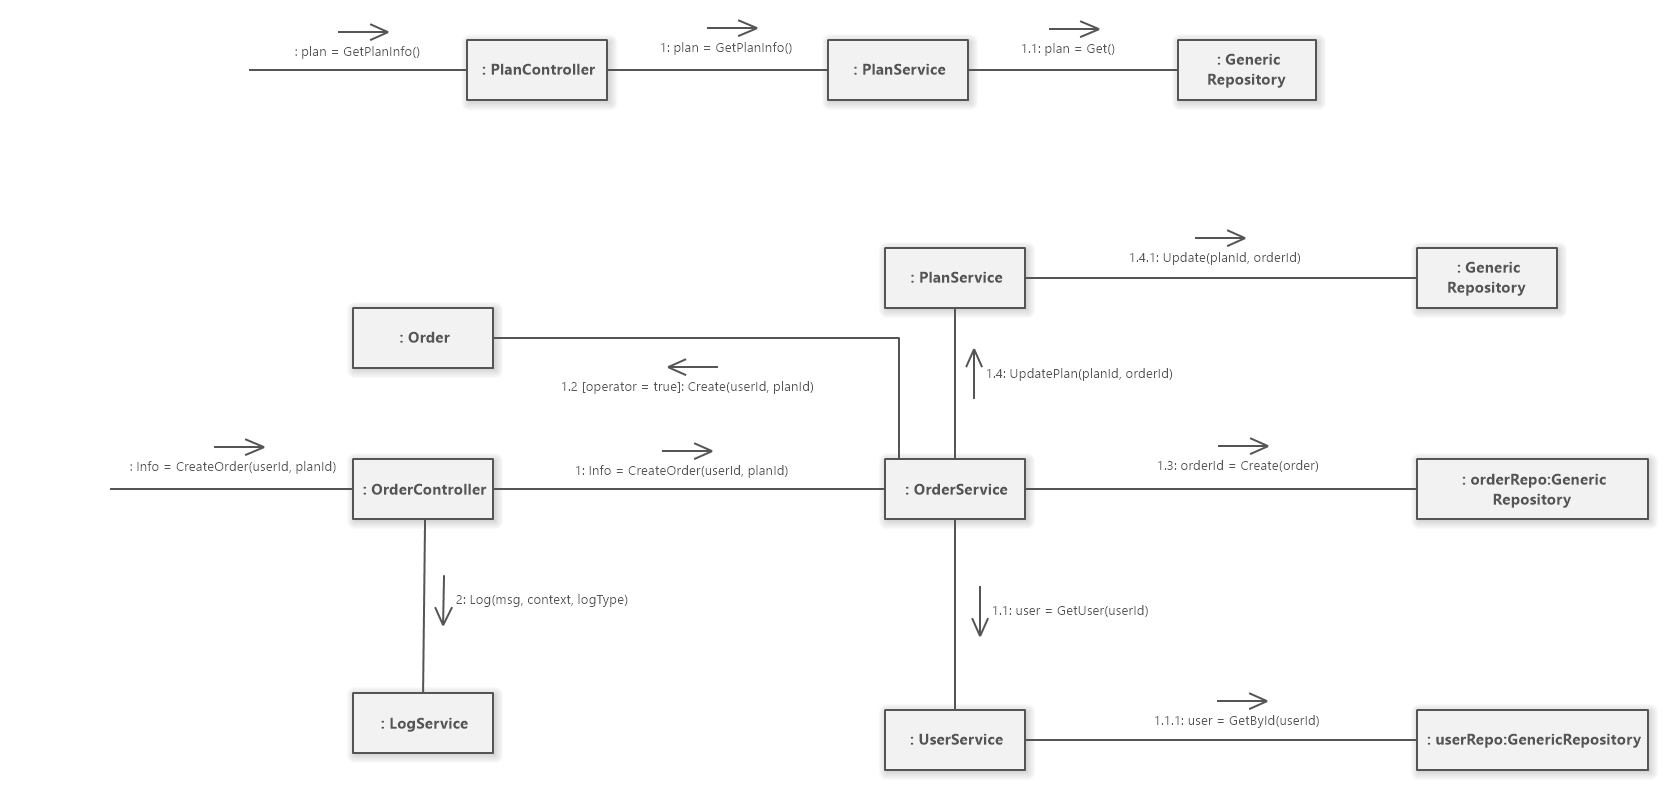 : plan = GetPlanInfo()
1: plan = GetPlanInfo()
1.1: plan = Get()
: PlanController
: PlanService
: Generic
Repository
1.4.1: Update(planId, orderId)
: PlanService
: Generic
Repository
: Order
1.2 [operator = true]: Create(userId, planId)
1.4: UpdatePlan(planId, orderId)
: Info = CreateOrder(userId, planId)
1: Info = CreateOrder(userId, planId)
1.3: orderId = Create(order)
: OrderController
: OrderService
: orderRepo:Generic
Repository
2: Log(msg, context, logType)
1.1: user = GetUser(userId)
: LogService
1.1.1: user = GetById(userId)
: UserService
: userRepo:GenericRepository